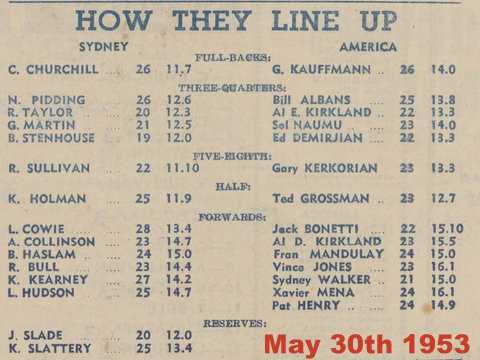 HOW THEY LINE UP
SYDNEY AMERICA
FULL-BACKS:
C. CHURCHILL ... 26 11.7 G. KAUFFMANN .. 26 14.0
THREE-QUARTERS:
N. PIDDING 26 12.6 Bill ALBANS .... 25 13.8
R. TAYLOR .... 20 12.3 Al E. KIRKLAND .. 22 13.3
G. MARTIN .... 21 12.5 Sol NAUMU .... 23 14.0
B. STENHOUSE ... 19 12.0 Ed DEMIRJIAN .... 22 13.3
FIVE-EIGHTH:
R. SULLIVAN .... 22 11.10 Gary KERKORIAN 23 13.3
HALF:
K. HOLMAN .... 25 11.9 Ted GROSSMAN .. 23 12.7
FORWARDS:
L. COWIE .... 28 13.4 Jack BONETTI .... 22 15.10
A. COLLINSON .... 23 14.7 Al D. KIRKLAND 23 15.5
B. HASLAM .... 24 15.0 Fran MANDULAY 24 15.0
R. BULL .... 23 14.4 Vince JONES .... 23 16.1
K. KEARNEY .... 27 14.2 Sydney WALKER .. 21 15.0
L. HUDSON .... 25 14.7 Xavier MENA .... 24 16.1
Pat HENRY .. .. 24 14.9
RESERVES:
J. SLADE .... 20 12.0
K. SLATTERY .... 25 13.4
May 30th 1953